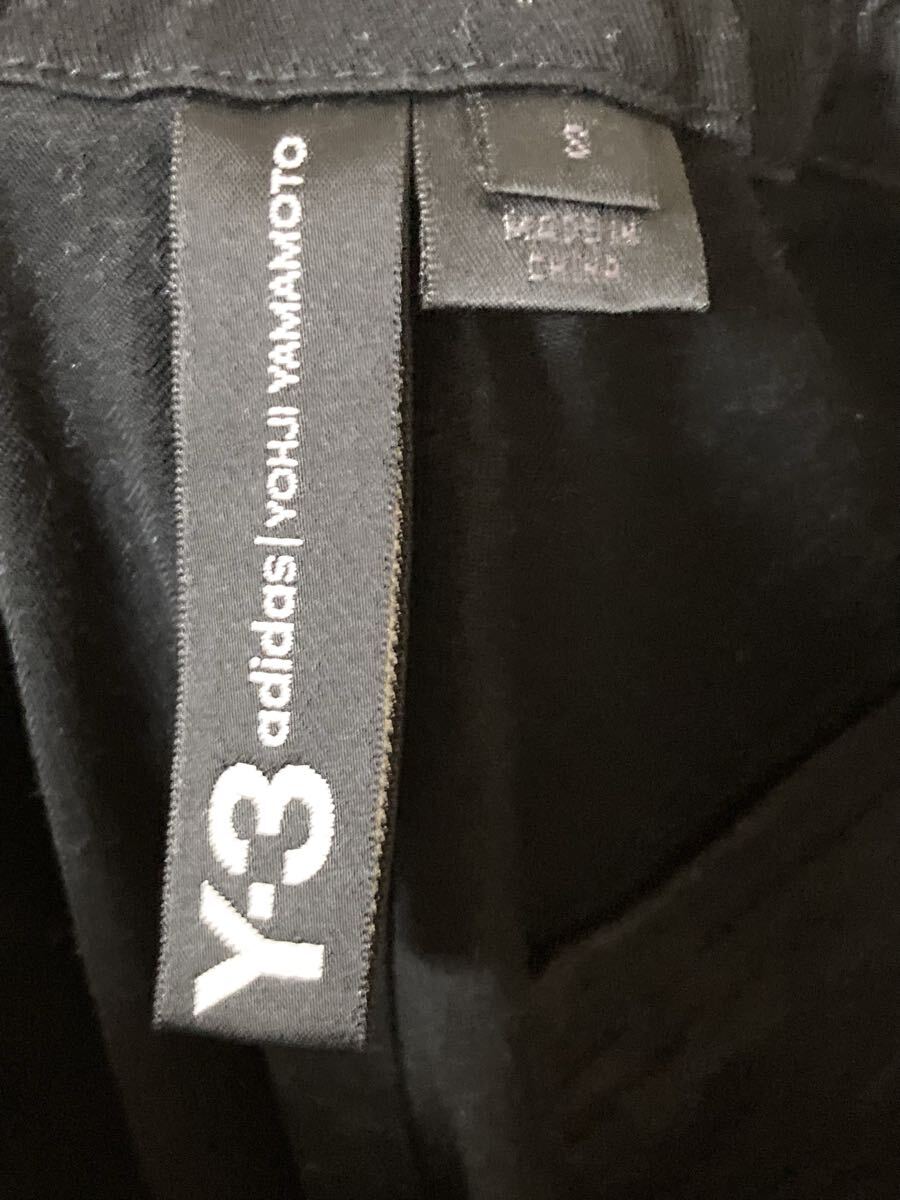 Y-3 adidas | YOHJI YAMAMOTO
MADE IN
CHINA